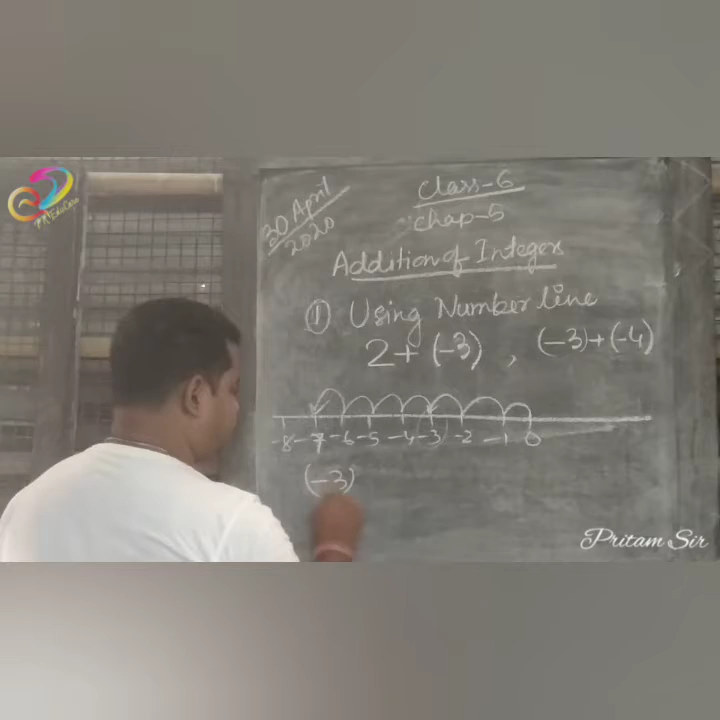 30 April
2020
Class-6
Chap-5
Addition of Integers
① Using Number line
2+(-3) , (-3)+(-4)
-8 -7 -6 -5 -4 -3 -2 -1 0
(-3)
Pritam Sir